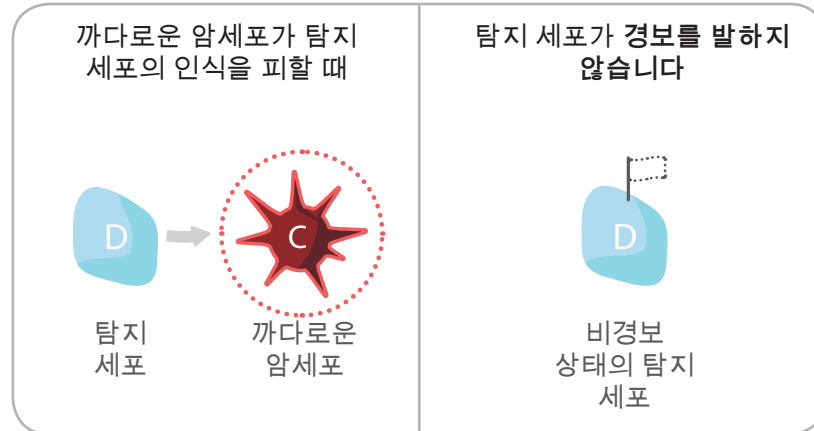 까다로운 암세포가 탐지
세포의 인식을 피할 때
D
C
탐지
세포
까다로운
암세포
탐지 세포가 경보를 발하지
않습니다
D
비경보
상태의 탐지
세포